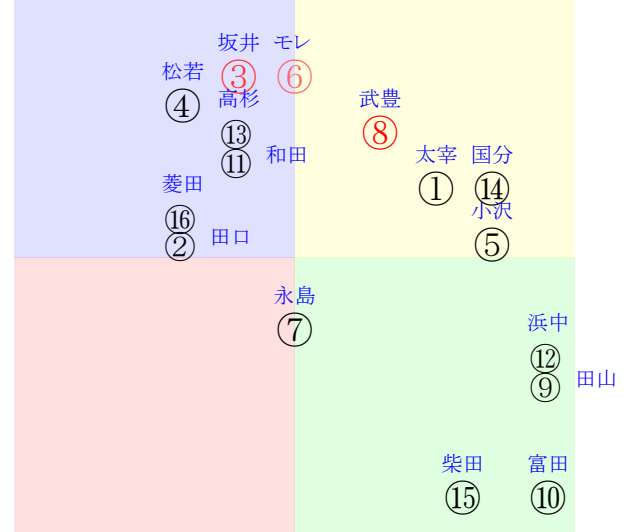 坂井 モレ
松若 ③ ⑥
④ 高杉 武豊
⑬ ⑧
⑪ 和田 太宰 国分
菱田 ① ⑭
⑯ 小沢
② 田口 ⑤
永島
⑦ 浜中
⑫
⑨ 田山
柴田 富田
⑮ ⑩